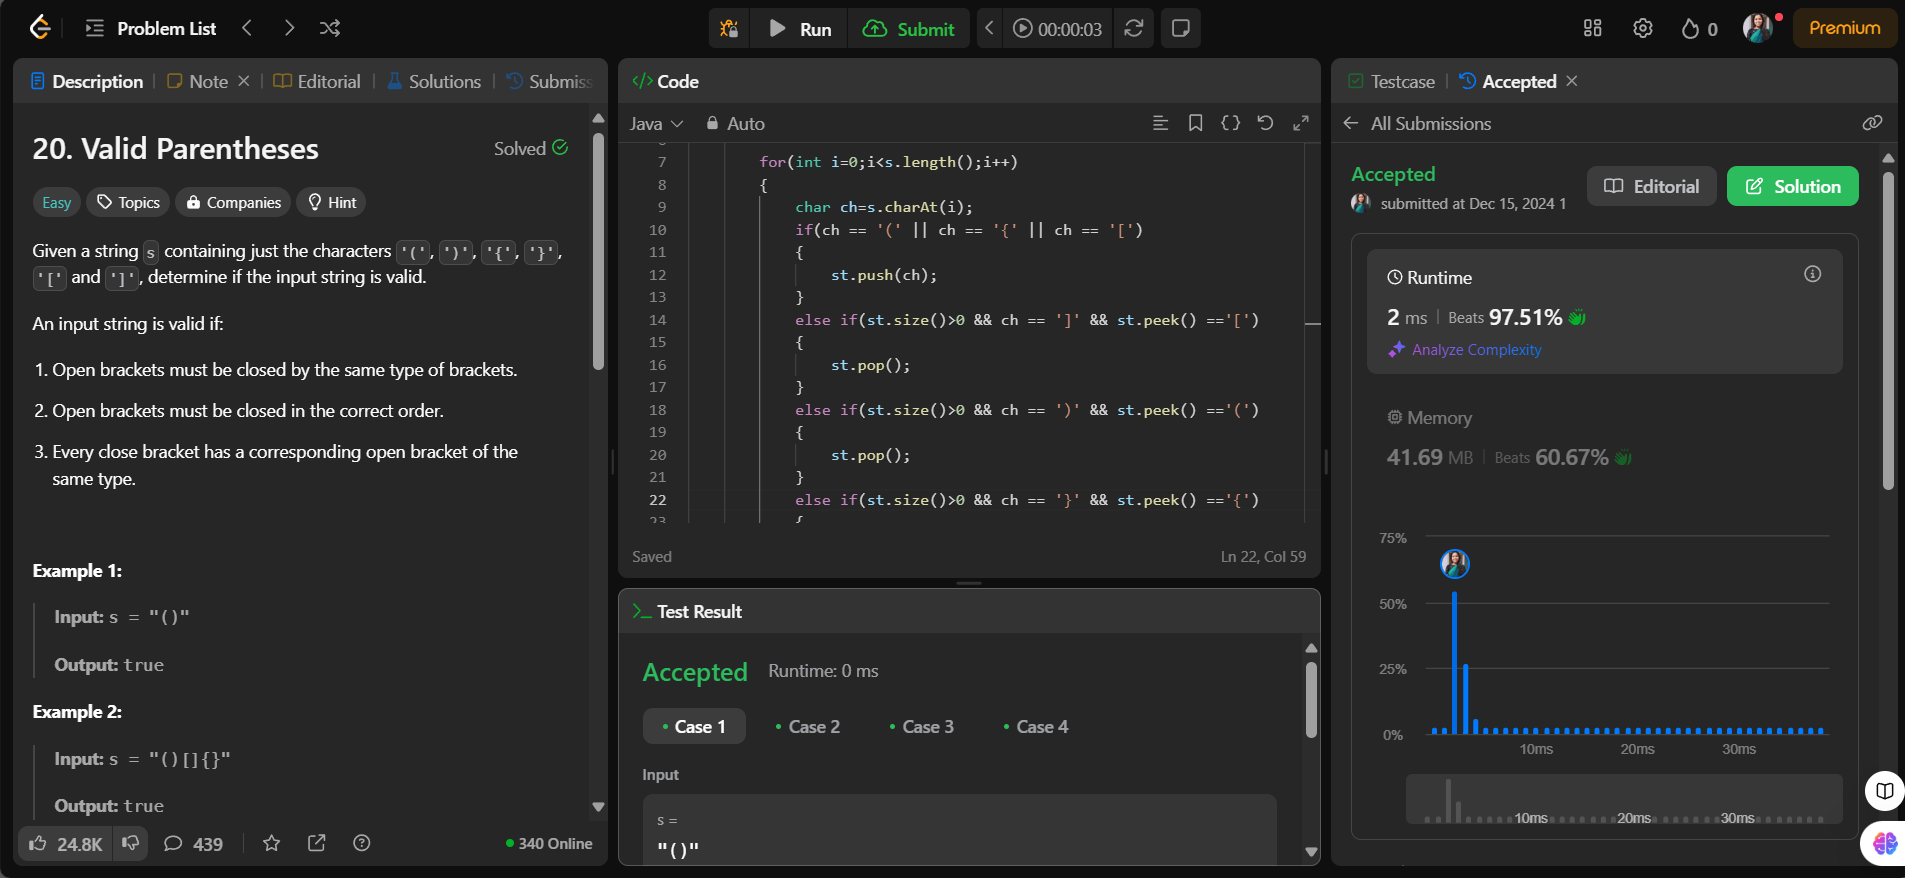 Problem List
Run
Submit
00:00:03
0
Premium
Description
Note
Editorial
Solutions
Submiss
20. Valid Parentheses
Solved
Easy
Topics
Companies
Hint
Given a string s containing just the characters '(', ')', '{', '}',
'[' and ']', determine if the input string is valid.
An input string is valid if:
1. Open brackets must be closed by the same type of brackets.
2. Open brackets must be closed in the correct order.
3. Every close bracket has a corresponding open bracket of the
same type.
Example 1:
Input: s = "()"
Output: true
Example 2:
Input: s = "()[]{}"
Output: true
24.8K
439
340 Online
</> Code
Java
Auto
7 for(int i=0;i<s.length();i++)
8 {
9 char ch=s.charAt(i);
10 if(ch == '(' || ch == '{' || ch == '[')
11 {
12 st.push(ch);
13 }
14 else if(st.size()>0 && ch == ']' && st.peek() =='[')
15 {
16 st.pop();
17 }
18 else if(st.size()>0 && ch == ')' && st.peek() =='(')
19 {
20 st.pop();
21 }
22 else if(st.size()>0 && ch == '}' && st.peek() =='{')
23 {
Saved
Ln 22, Col 59
Test Result
Accepted
Runtime: 0 ms
Case 1
Case 2
Case 3
Case 4
Input
s =
"()"
Testcase
Accepted
All Submissions
Accepted
submitted at Dec 15, 2024 1
Editorial
Solution
Runtime
2 ms | Beats 97.51%
Analyze Complexity
Memory
41.69 MB | Beats 60.67%
75%
50%
25%
0%
10ms 20ms 30ms
10ms 20ms 30ms